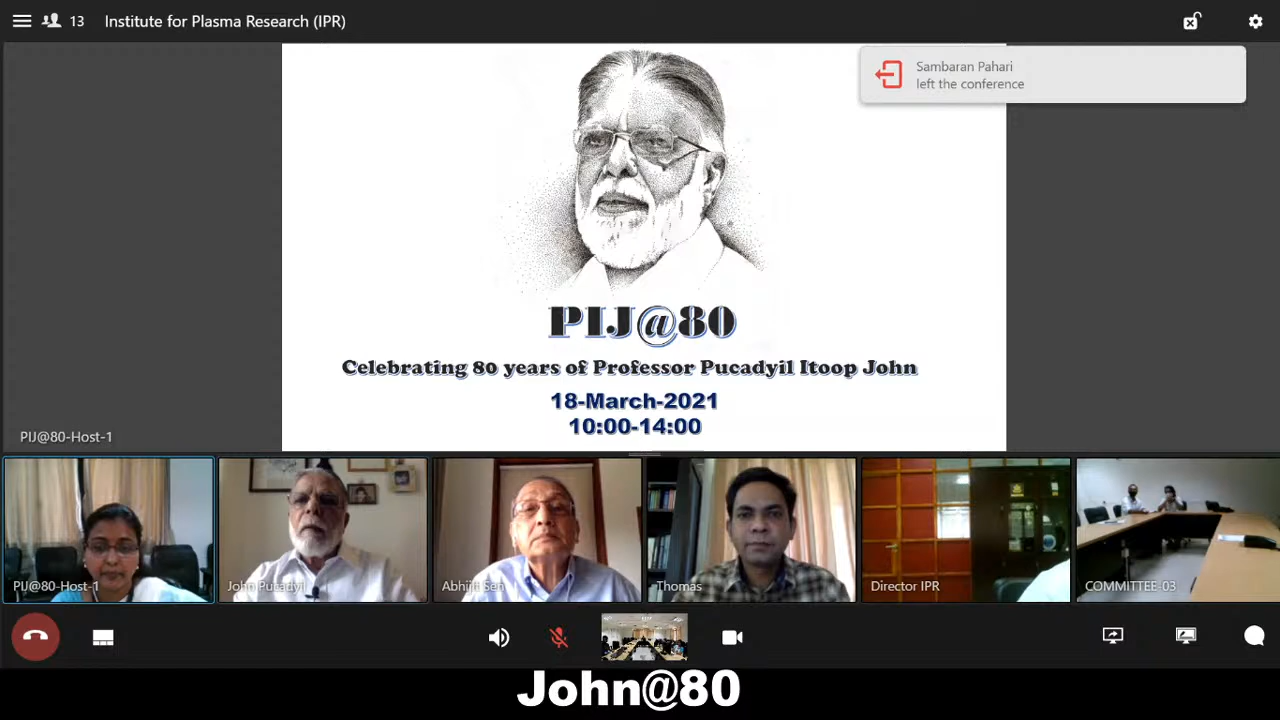 13 Institute for Plasma Research (IPR)
Sambaran Pahari
left the conference
PIJ@80
Celebrating 80 years of Professor Pucadyil Itoop John
18-March-2021
10:00-14:00
PIJ@80-Host-1
PIJ@80-Host-1
John Pucadyil
Abhijit Sen
Thomas
Director IPR
COMMITTEE-03
John@80